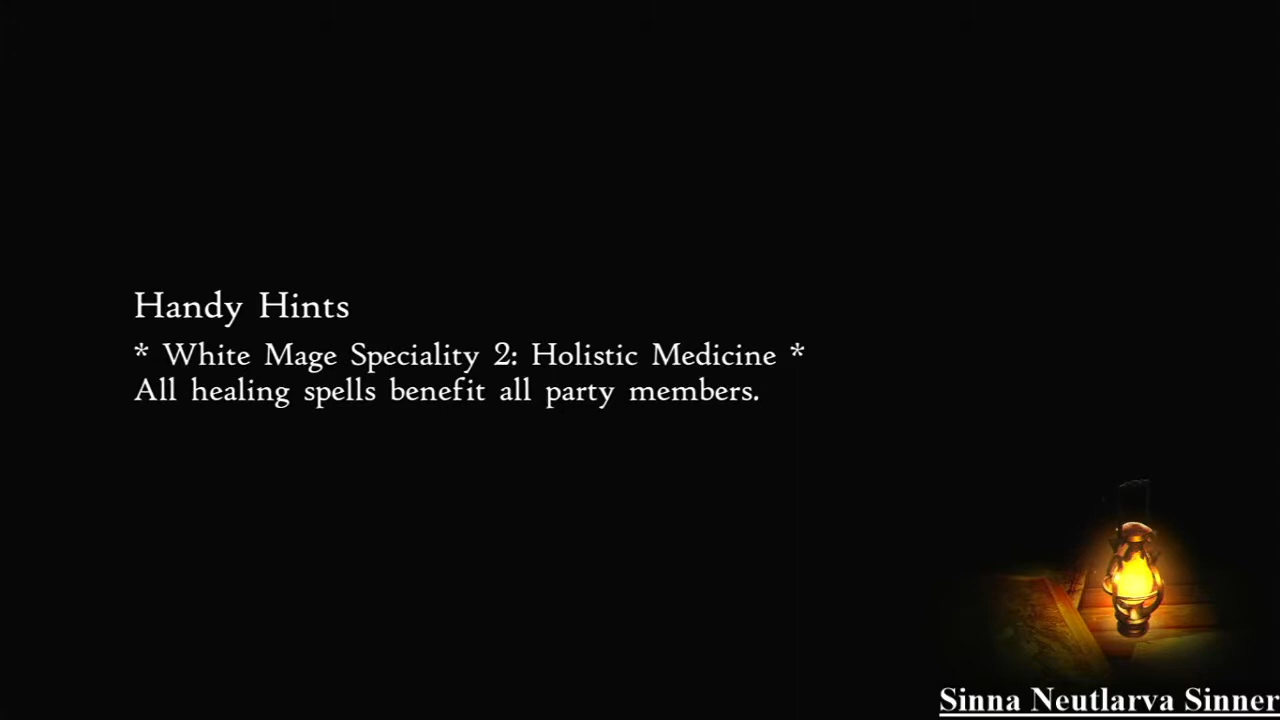 Handy Hints
* White Mage Speciality 2: Holistic Medicine *
All healing spells benefit all party members.
Sinna Neutlarva Sinner